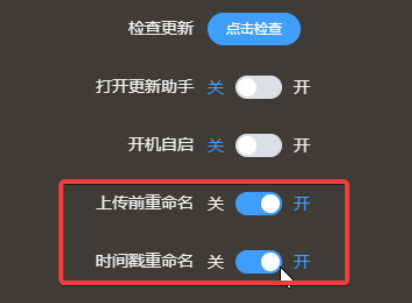 检查更新 点击检查
打开更新助手 关 开
开机自启 关 开
上传前重命名 关 开
时间戳重命名 关 开